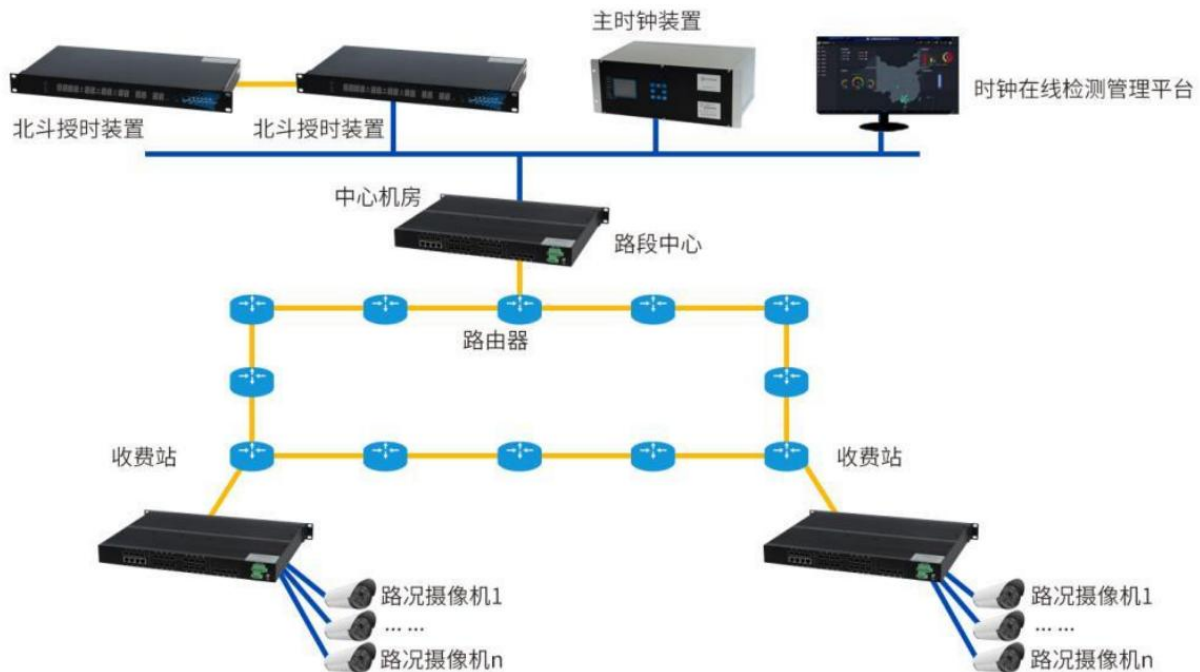 主时钟装置
时钟在线检测管理平台
北斗授时装置
北斗授时装置
中心机房
路段中心
路由器
收费站
收费站
路况摄像机1
... ...
路况摄像机n
路况摄像机1
... ...
路况摄像机n